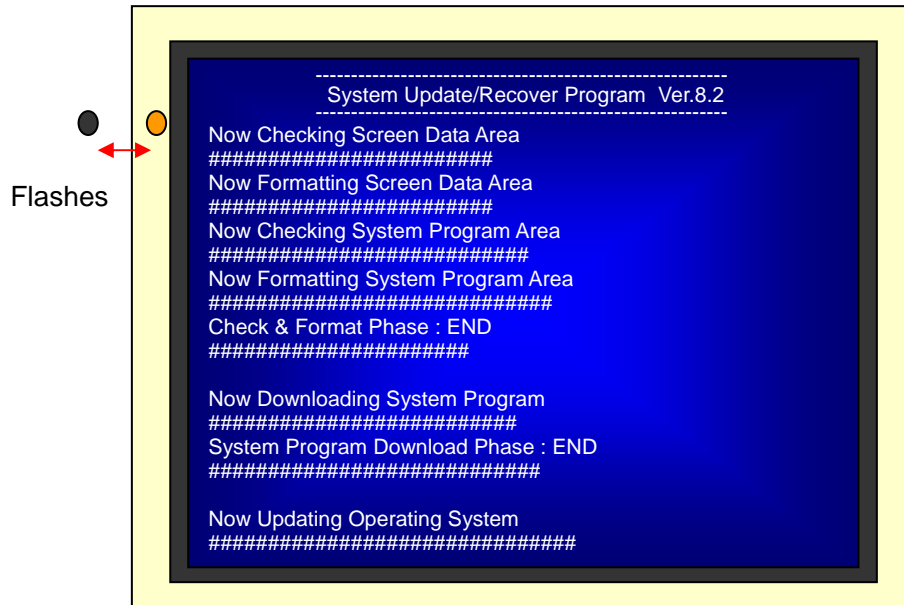 ----------------------------------------------------------
System Update/Recover Program Ver.8.2
----------------------------------------------------------
Now Checking Screen Data Area
########################
Now Formatting Screen Data Area
########################
Now Checking System Program Area
###########################
Now Formatting System Program Area
#############################
Check & Format Phase : END
######################
Flashes
Now Downloading System Program
##########################
System Program Download Phase : END
############################
Now Updating Operating System
###############################